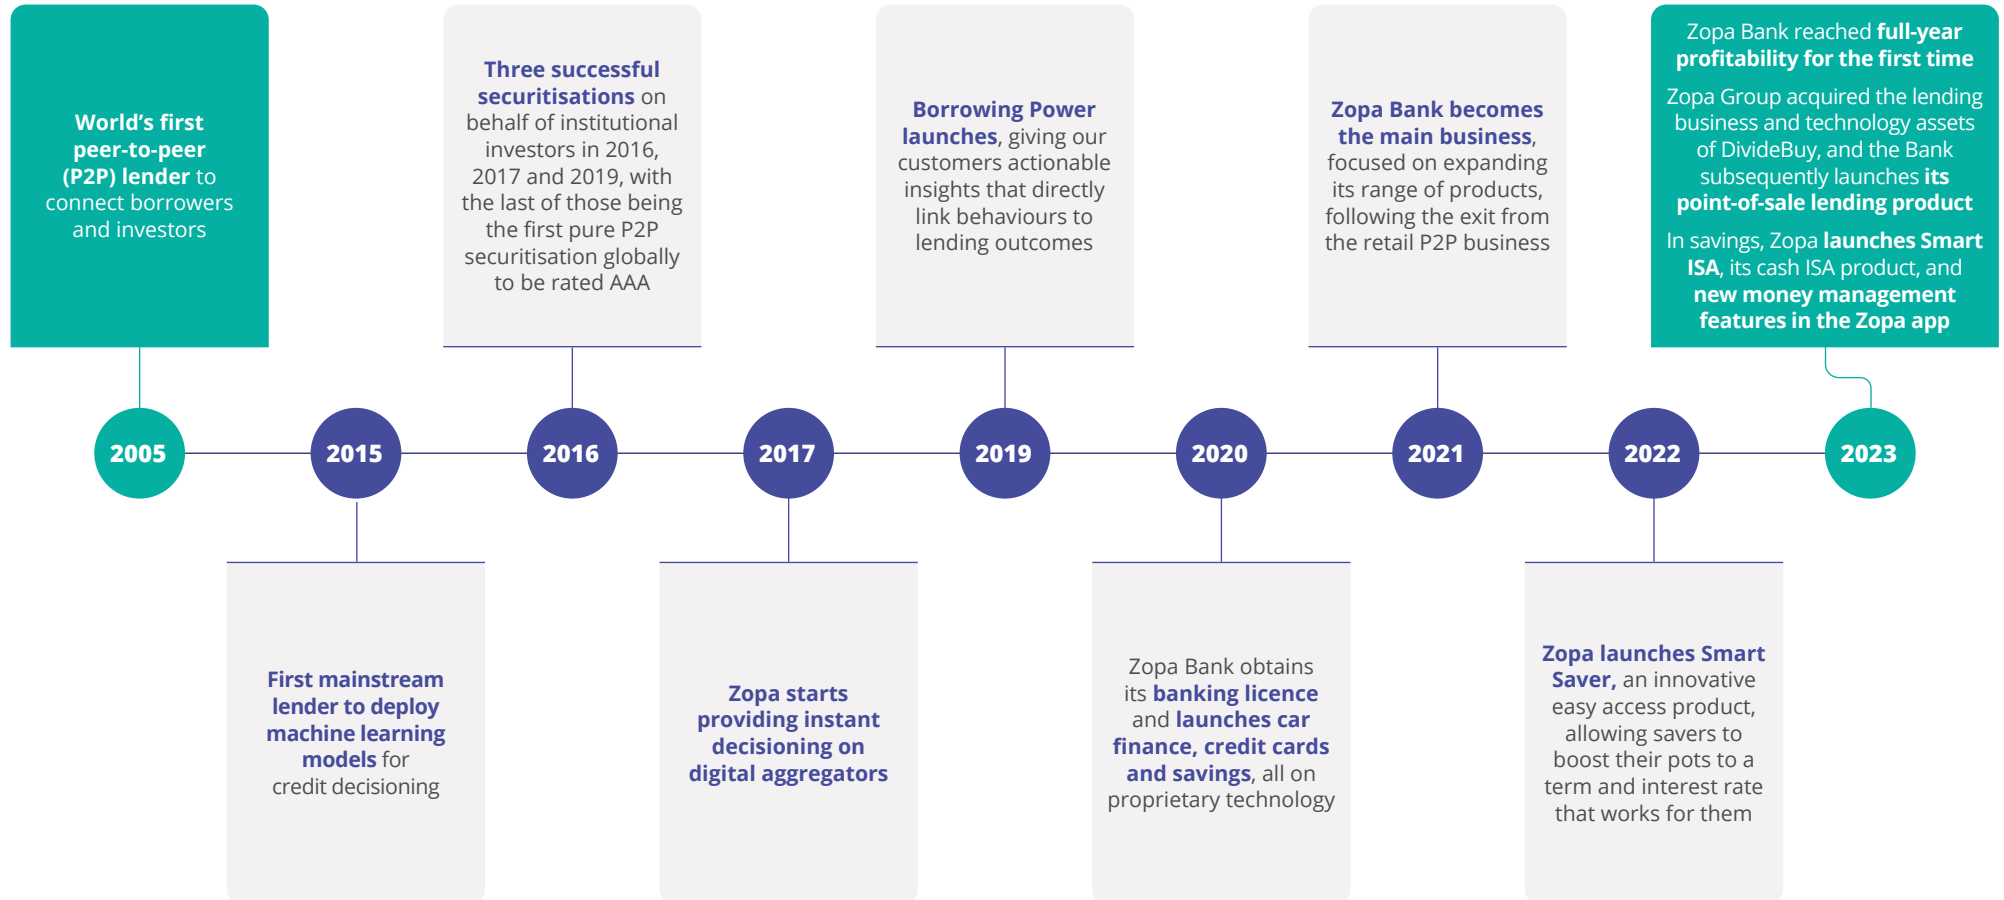 World’s first
peer-to-peer
(P2P) lender to
connect borrowers
and investors
Three successful
securitisations on
behalf of institutional
investors in 2016,
2017 and 2019, with
the last of those being
the first pure P2P
securitisation globally
to be rated AAA
Borrowing Power
launches, giving our
customers actionable
insights that directly
link behaviours to
lending outcomes
Zopa Bank becomes
the main business,
focused on expanding
its range of products,
following the exit from
the retail P2P business
Zopa Bank reached full-year
profitability for the first time
Zopa Group acquired the lending
business and technology assets
of DivideBuy, and the Bank
subsequently launches its
point-of-sale lending product
In savings, Zopa launches Smart
ISA, its cash ISA product, and
new money management
features in the Zopa app
2005
2015
2016
2017
2019
2020
2021
2022
2023
First mainstream
lender to deploy
machine learning
models for
credit decisioning
Zopa starts
providing instant
decisioning on
digital aggregators
Zopa Bank obtains
its banking licence
and launches car
finance, credit cards
and savings, all on
proprietary technology
Zopa launches Smart
Saver, an innovative
easy access product,
allowing savers to
boost their pots to a
term and interest rate
that works for them